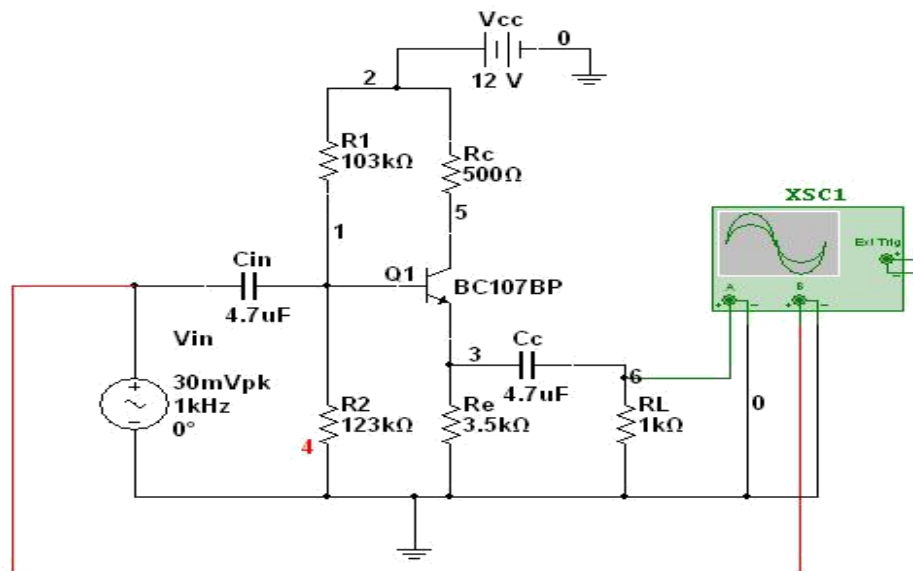 Vcc
0
12 V
2
R1
103kΩ
Rc
500Ω
XSC1
Ext Trig
+
-
5
1
Cin
4.7uF
Q1
BC107BP
A
B
+
-
+
-
Vin
30mVpk
1kHz
0°
3
Cc
4.7uF
6
R2
123kΩ
4
Re
3.5kΩ
RL
1kΩ
0